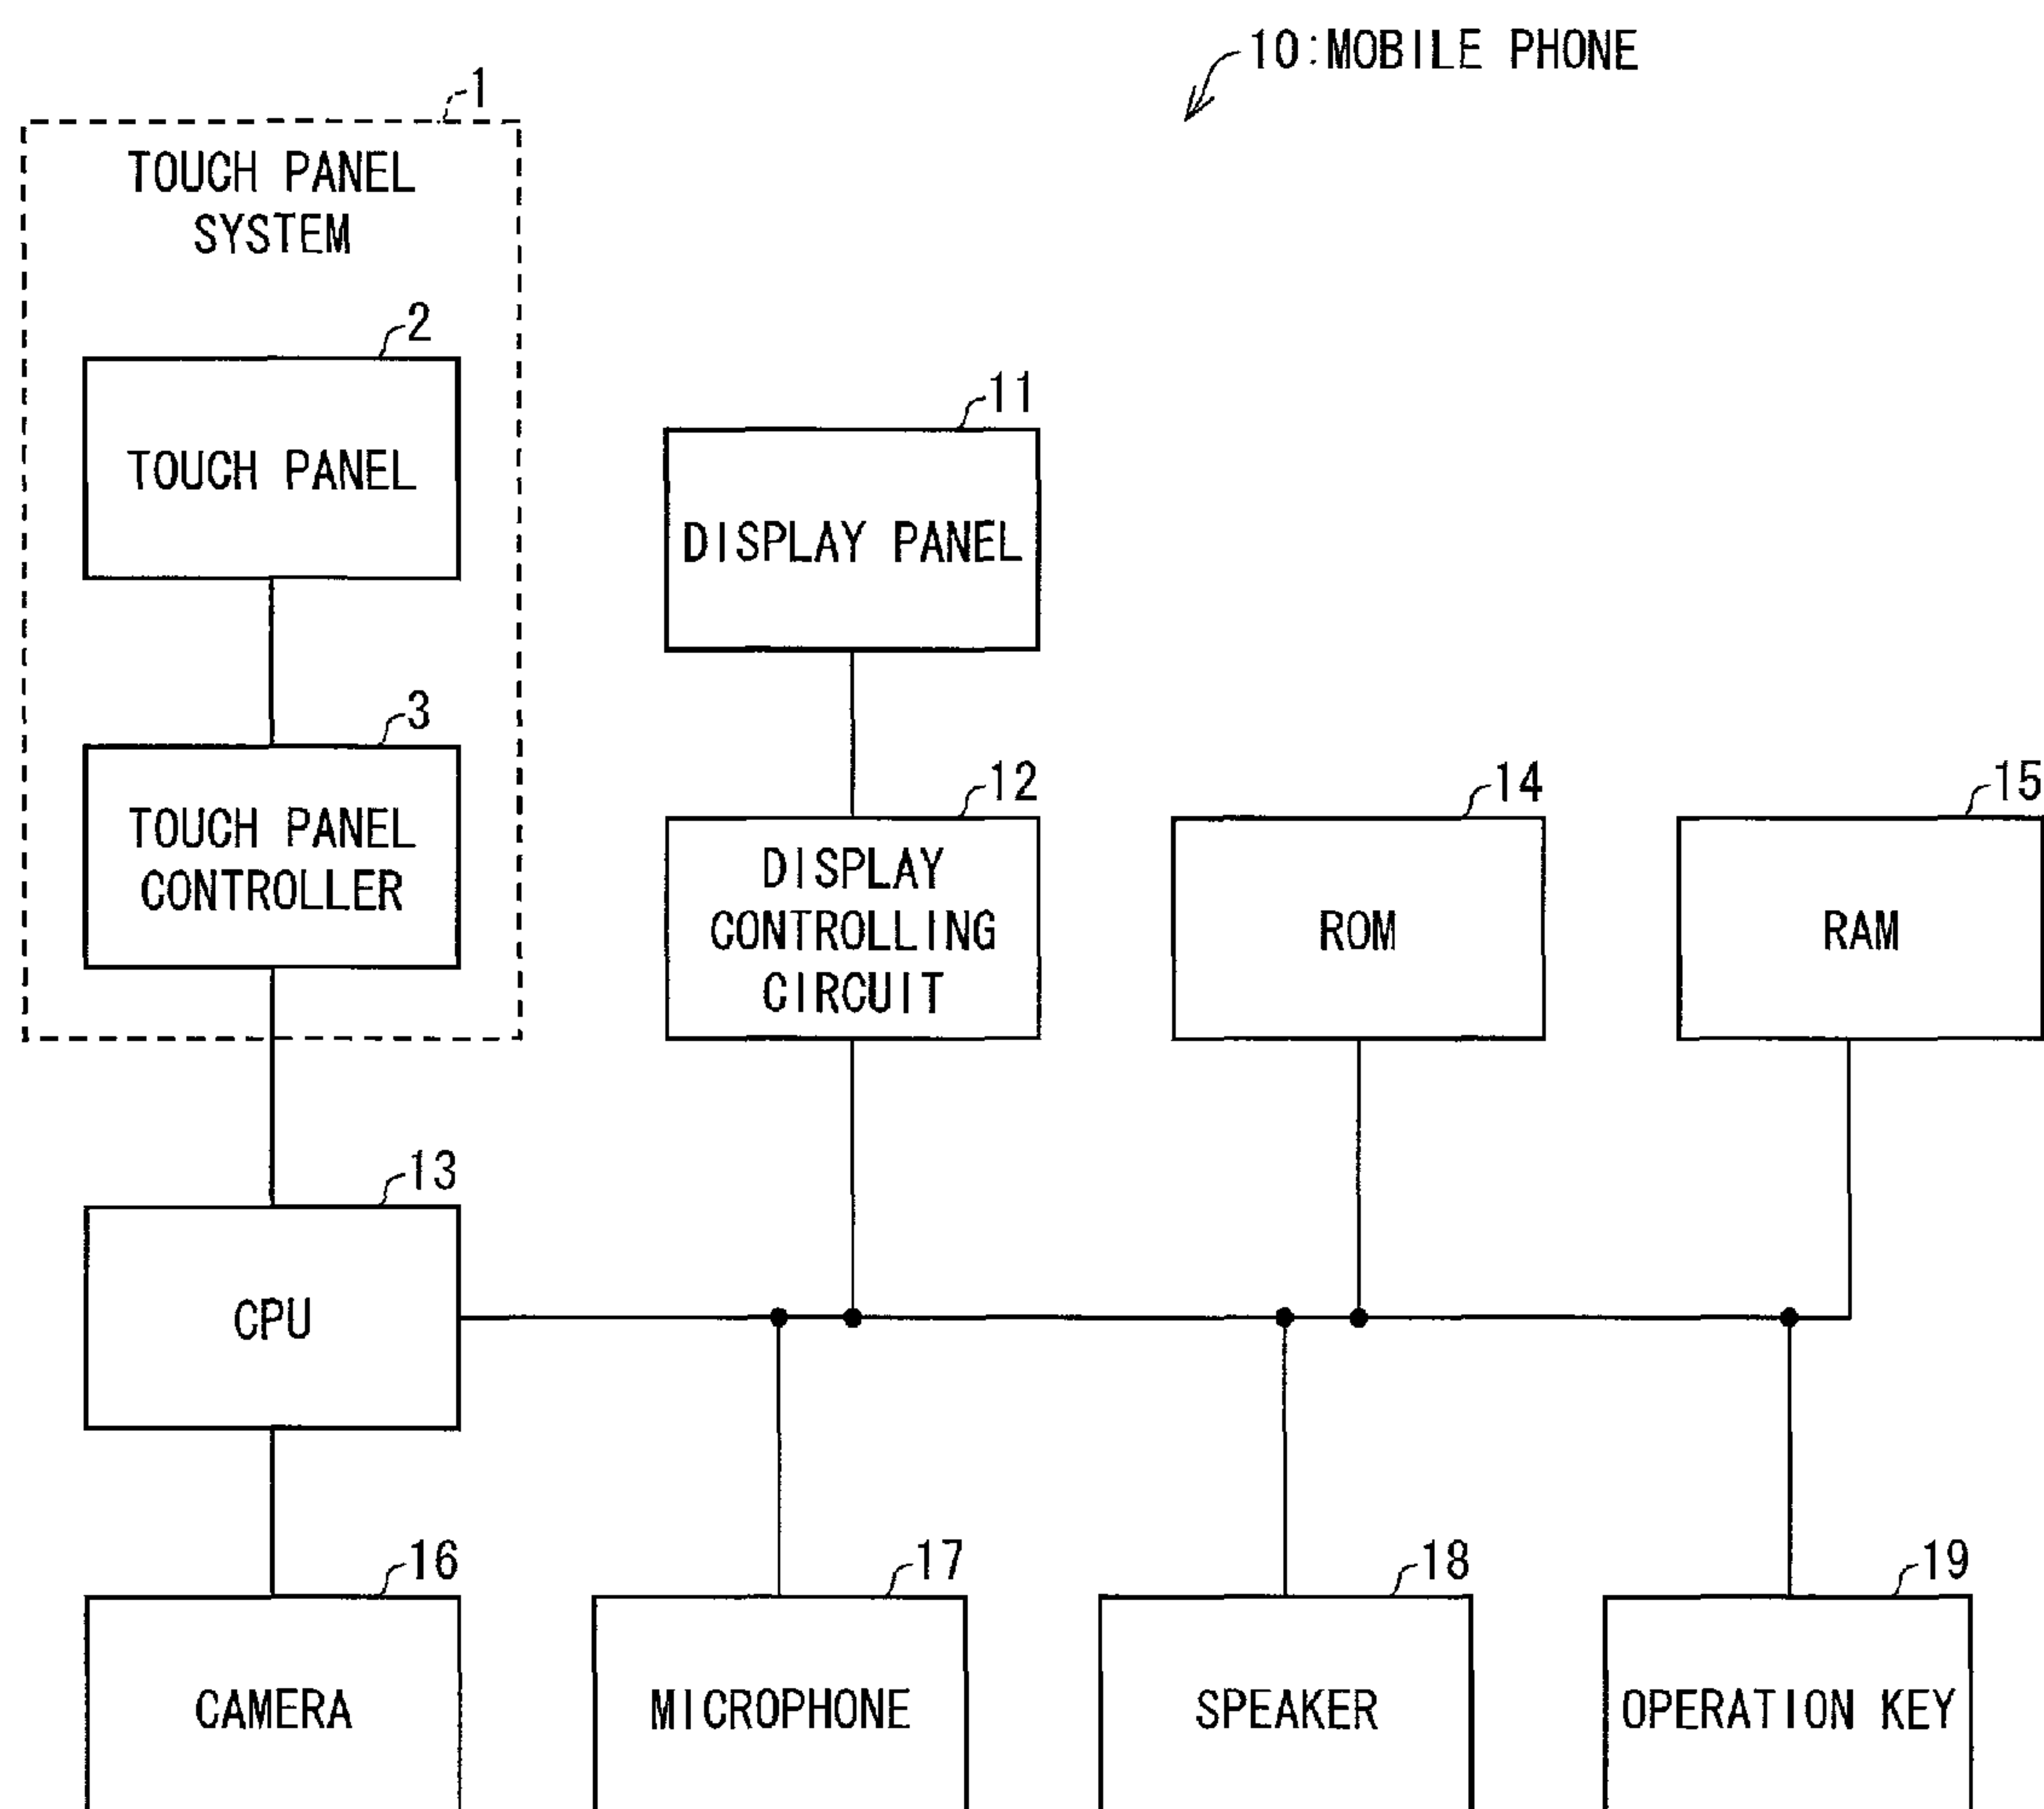 10:MOBILE PHONE
1
TOUCH PANEL
SYSTEM
2
TOUCH PANEL
11
DISPLAY PANEL
3
TOUCH PANEL
CONTROLLER
12
DISPLAY
CONTROLLING
CIRCUIT
14
ROM
15
RAM
13
CPU
16
CAMERA
17
MICROPHONE
18
SPEAKER
19
OPERATION KEY